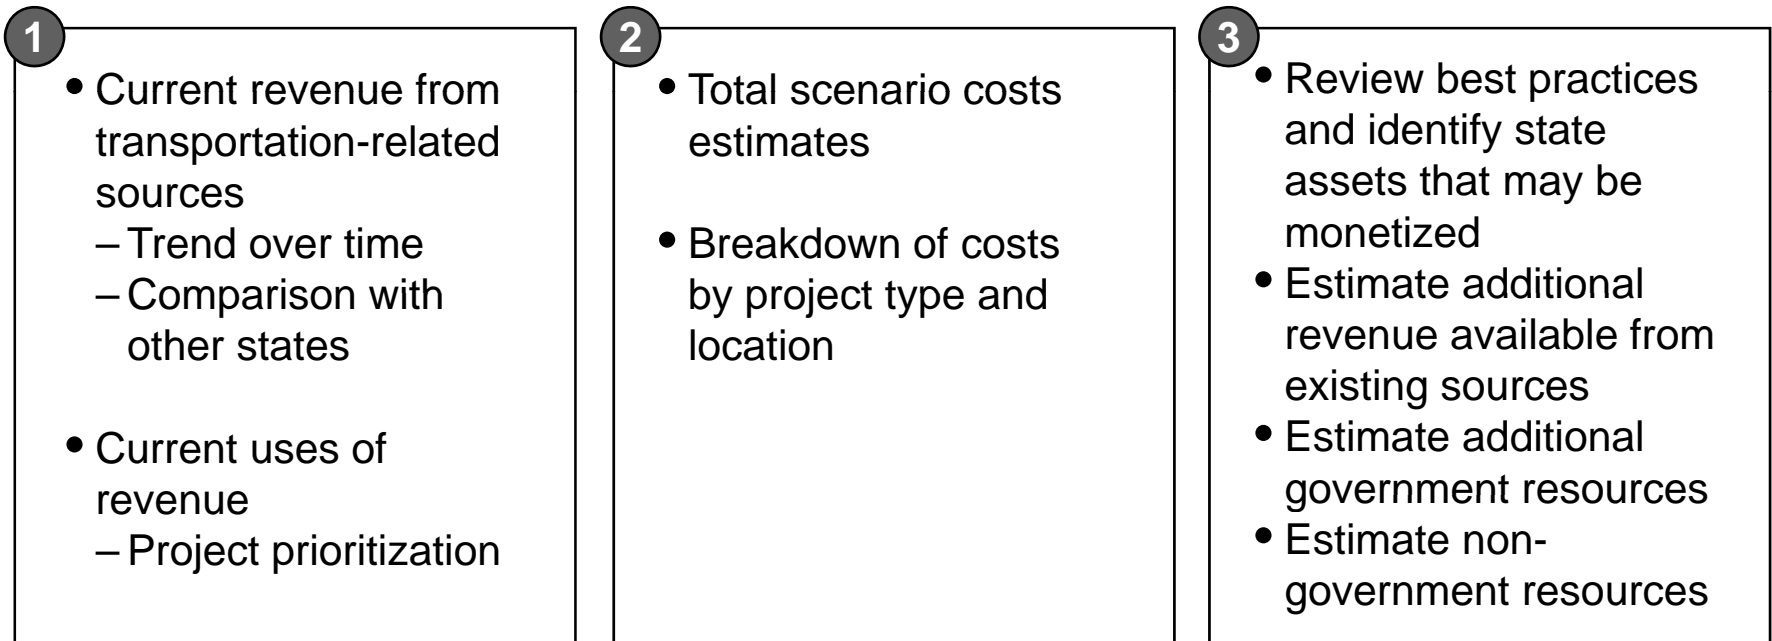 1
• Current revenue from
transportation-related
sources
– Trend over time
– Comparison with
other states
• Current uses of
revenue
– Project prioritization
2
• Total scenario costs
estimates
• Breakdown of costs
by project type and
location
3
• Review best practices
and identify state
assets that may be
monetized
• Estimate additional
revenue available from
existing sources
• Estimate additional
government resources
• Estimate non-
government resources